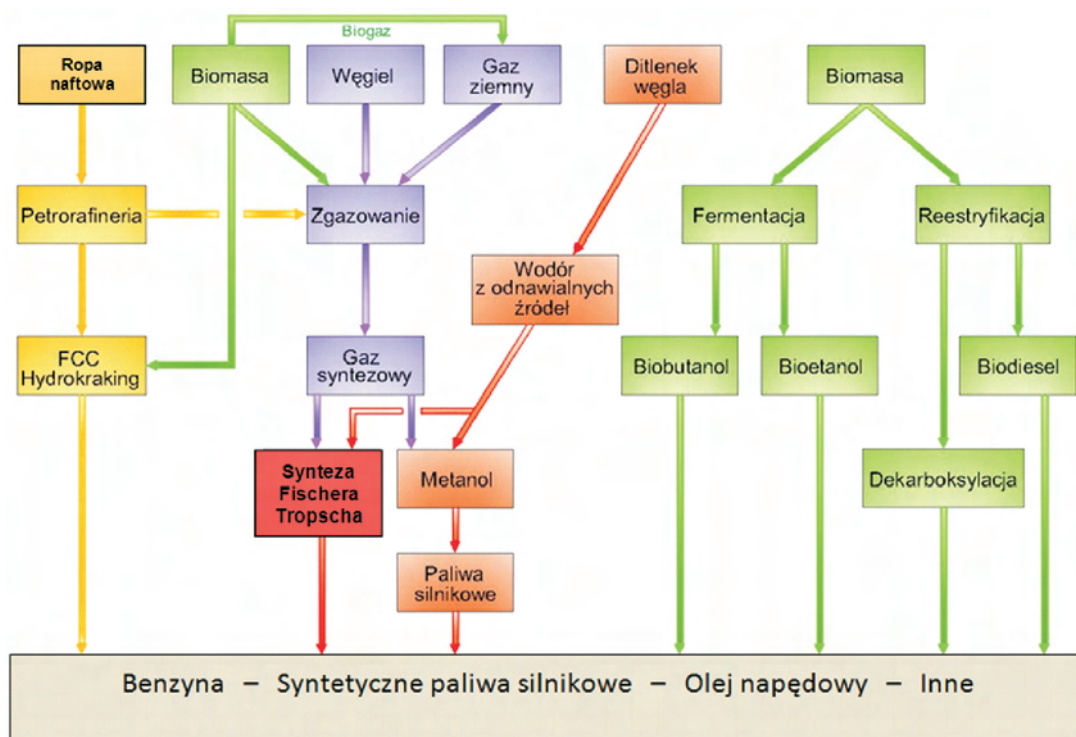 Biogaz
Ropa
naftowa
Biomasa
Węgiel
Gaz
ziemny
Ditlenek
węgla
Biomasa
Petrorafineria
Zgazowanie
Fermentacja
Reestryfikacja
Wodór
z odnawialnych
źródeł
FCC
Hydrokraking
Gaz
syntezowy
Biobutanol
Bioetanol
Biodiesel
Synteza
Fischera
Tropscha
Metanol
Dekarboksylacja
Paliwa
silnikowe
Benzyna – Syntetyczne paliwa silnikowe – Olej napędowy – Inne